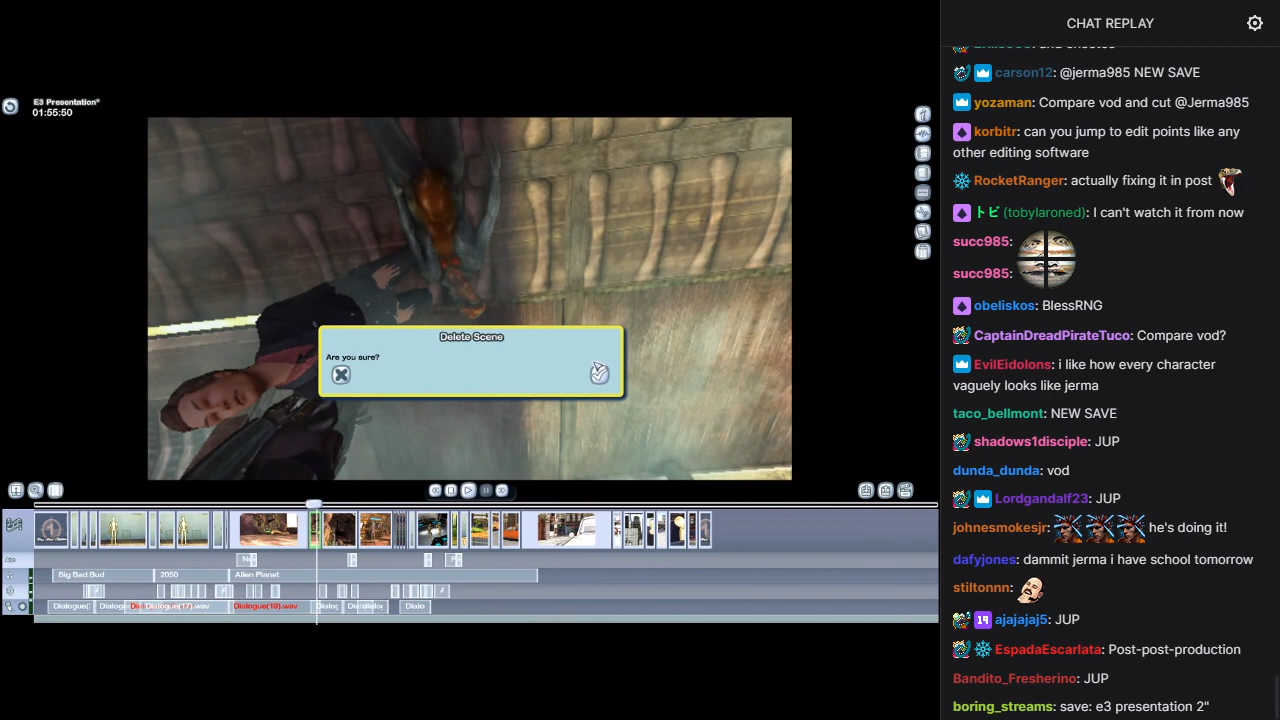 E3 Presentation*
01:55:50
Delete Scene
Are you sure?
Big Bad Bud
2050
Alien Planet
Dialogue(
Dialog
Dialogue(17).wav
Dialogue(19).wav
Dialo
CHAT REPLAY
carson12: @jerma985 NEW SAVE
yozaman: Compare vod and cut @Jerma985
korbitr: can you jump to edit points like any
other editing software
RocketRanger: actually fixing it in post
トビ (tobylaroned): I can't watch it from now
succ985:
succ985:
obeliskos: BlessRNG
CaptainDreadPirateTuco: Compare vod?
EvilEidolons: i like how every character
vaguely looks like jerma
taco_bellmont: NEW SAVE
shadows1disciple: JUP
dunda_dunda: vod
Lordgandalf23: JUP
johnesmokesjr: he's doing it!
dafyjones: dammit jerma i have school tomorrow
stiltonnn:
19 ajajajaj5: JUP
EspadaEscarlata: Post-post-production
Bandito_Fresherino: JUP
boring_streams: save: e3 presentation 2"